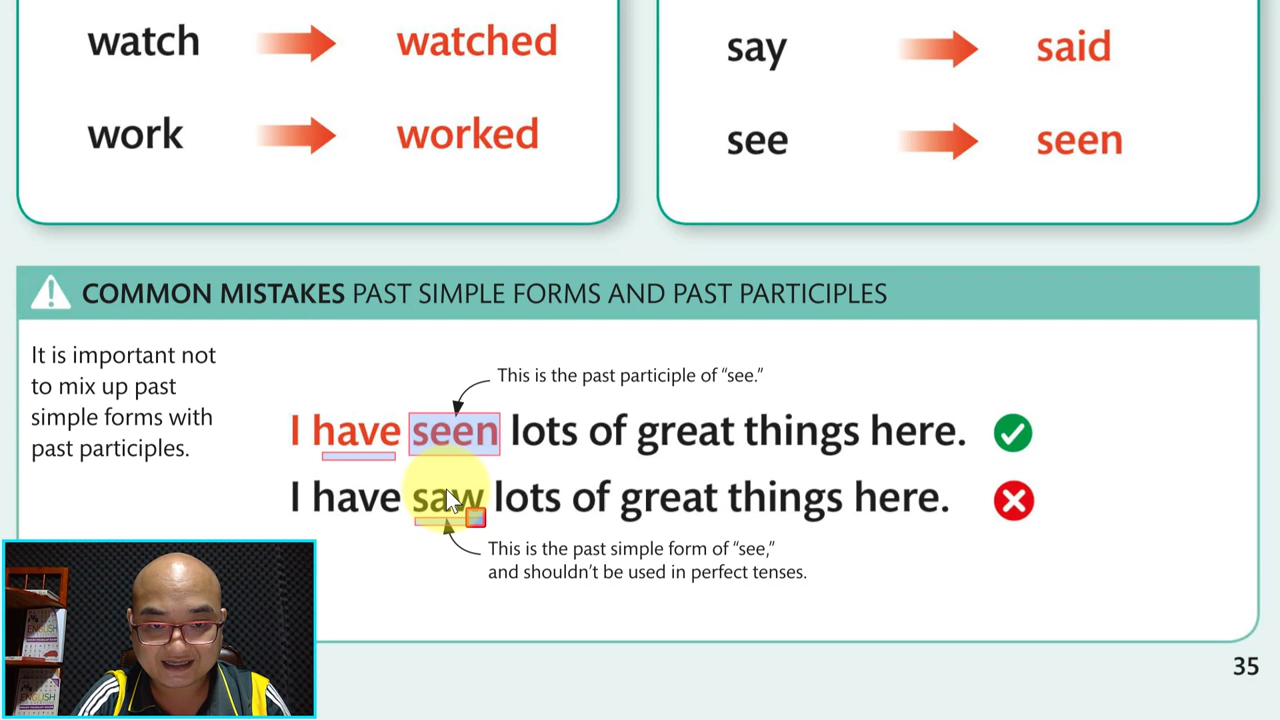 watch watched
work worked
say said
see seen
COMMON MISTAKES PAST SIMPLE FORMS AND PAST PARTICIPLES
It is important not
to mix up past
simple forms with
past participles.
This is the past participle of “see.”
I have seen lots of great things here.
I have saw lots of great things here.
This is the past simple form of “see,”
and shouldn’t be used in perfect tenses.
ENGLISH
ENGLISH
35